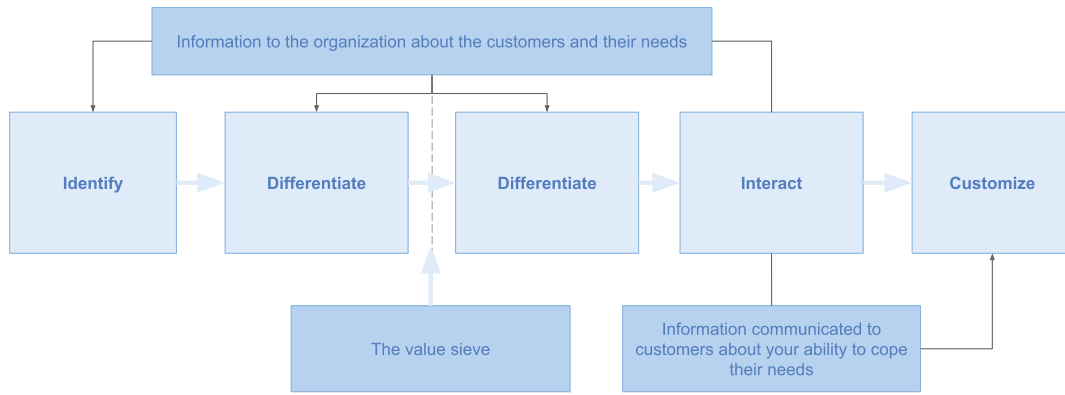 Information to the organization about the customers and their needs
Identify
Differentiate
Differentiate
Interact
Customize
The value sieve
Information communicated to
customers about your ability to cope
their needs